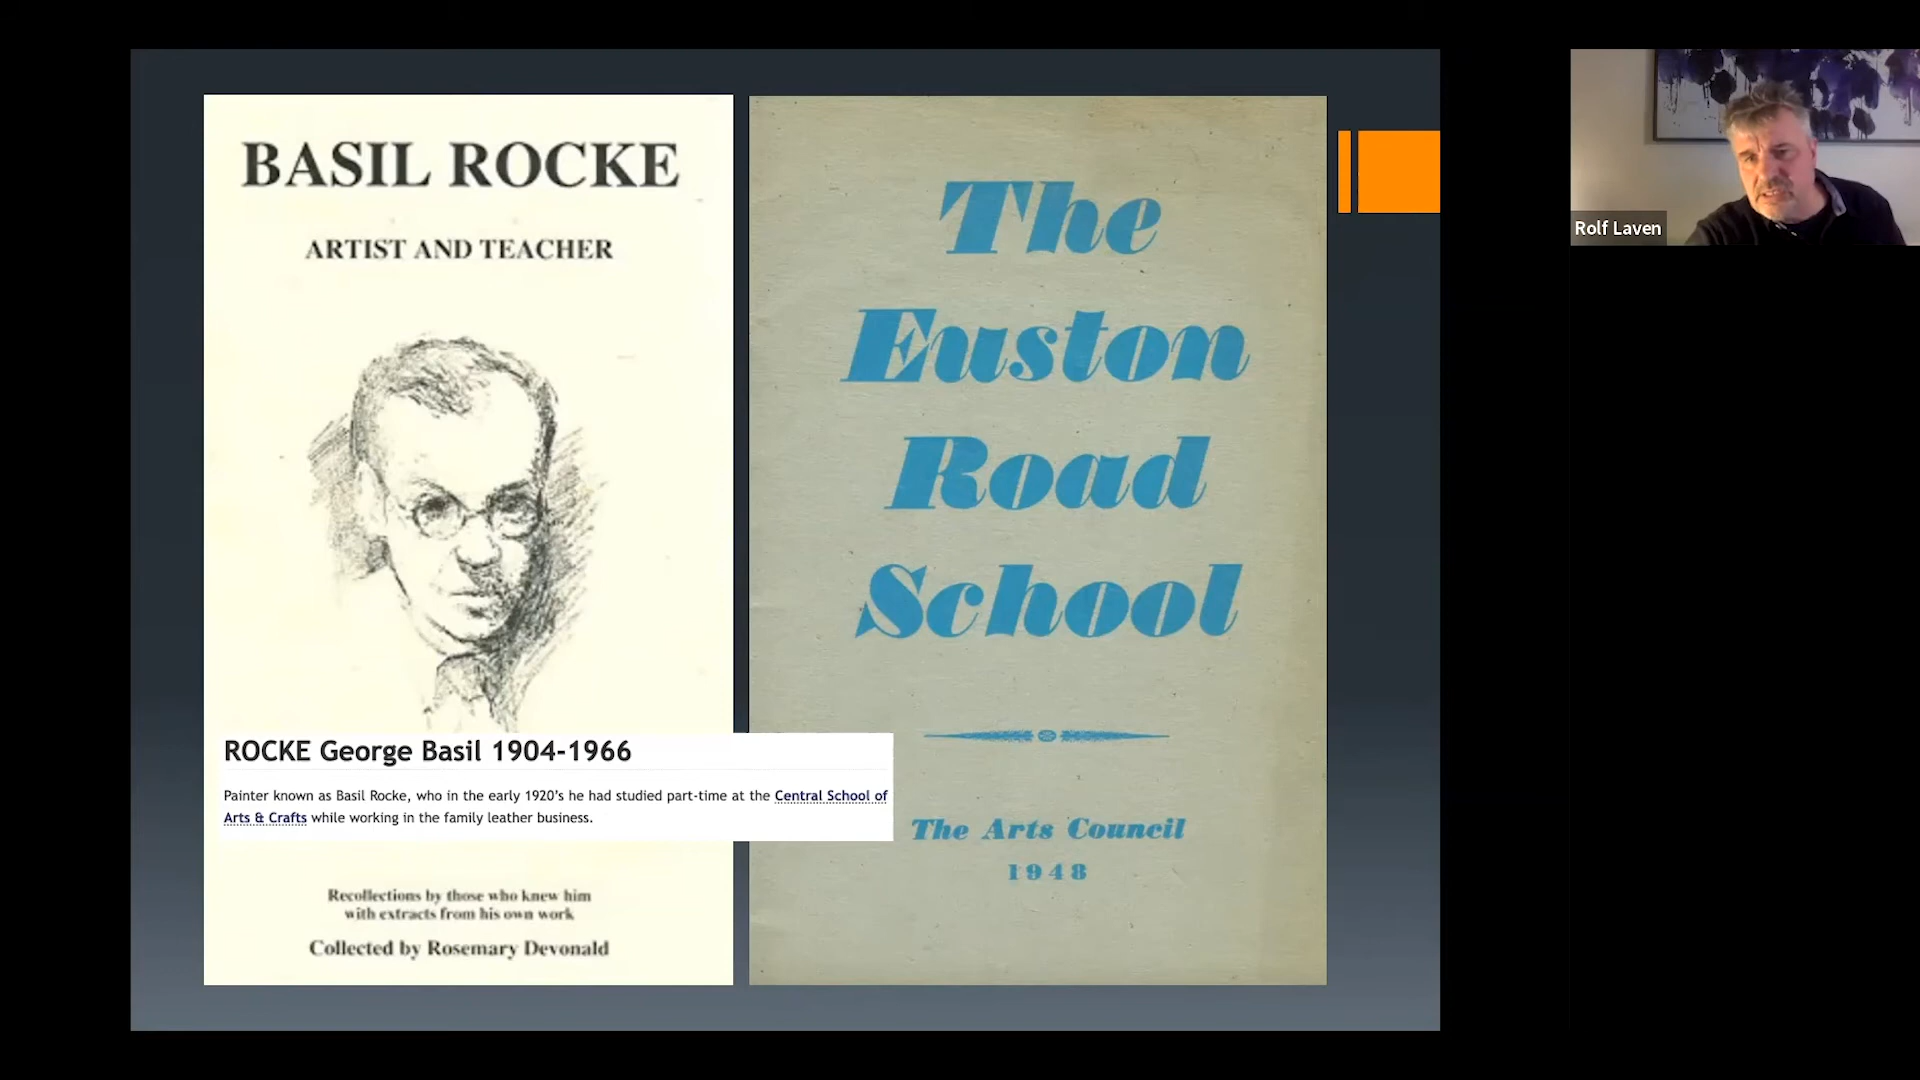 BASIL ROCKE
ARTIST AND TEACHER
ROCKE George Basil 1904-1966
Painter known as Basil Rocke, who in the early 1920's he had studied part-time at the Central School of
Arts & Crafts while working in the family leather business.
Recollections by those who knew him
with extracts from his own work
Collected by Rosemary Devonald
The
Euston
Road
School
The Arts Council
1948
Rolf Laven